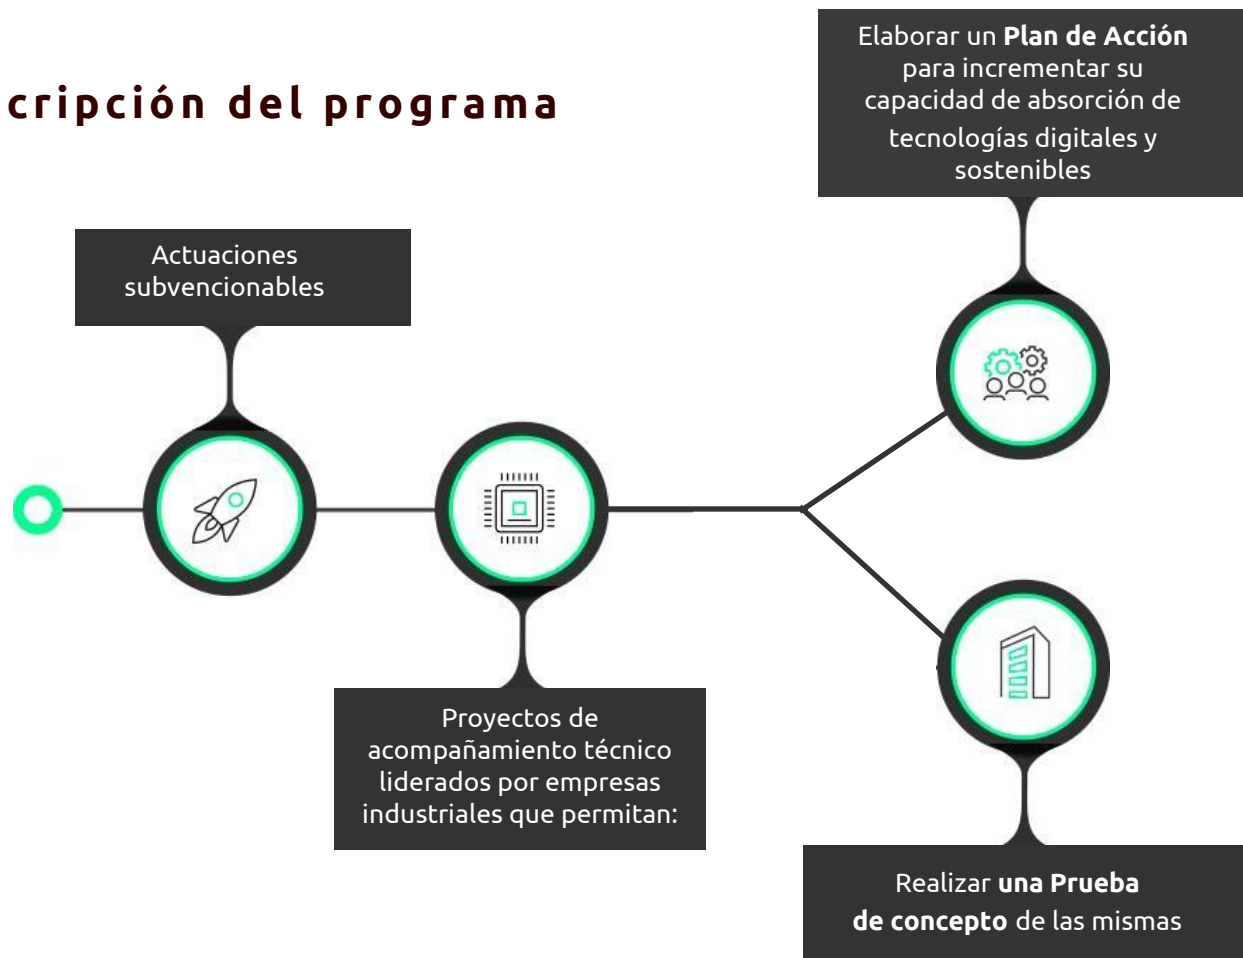 cripción del programa
Actuaciones
subvencionables
Proyectos de
acompañamiento técnico
liderados por empresas
industriales que permitan:
Elaborar un Plan de Acción
para incrementar su
capacidad de absorción de
tecnologías digitales y
sostenibles
Realizar una Prueba
de concepto de las mismas